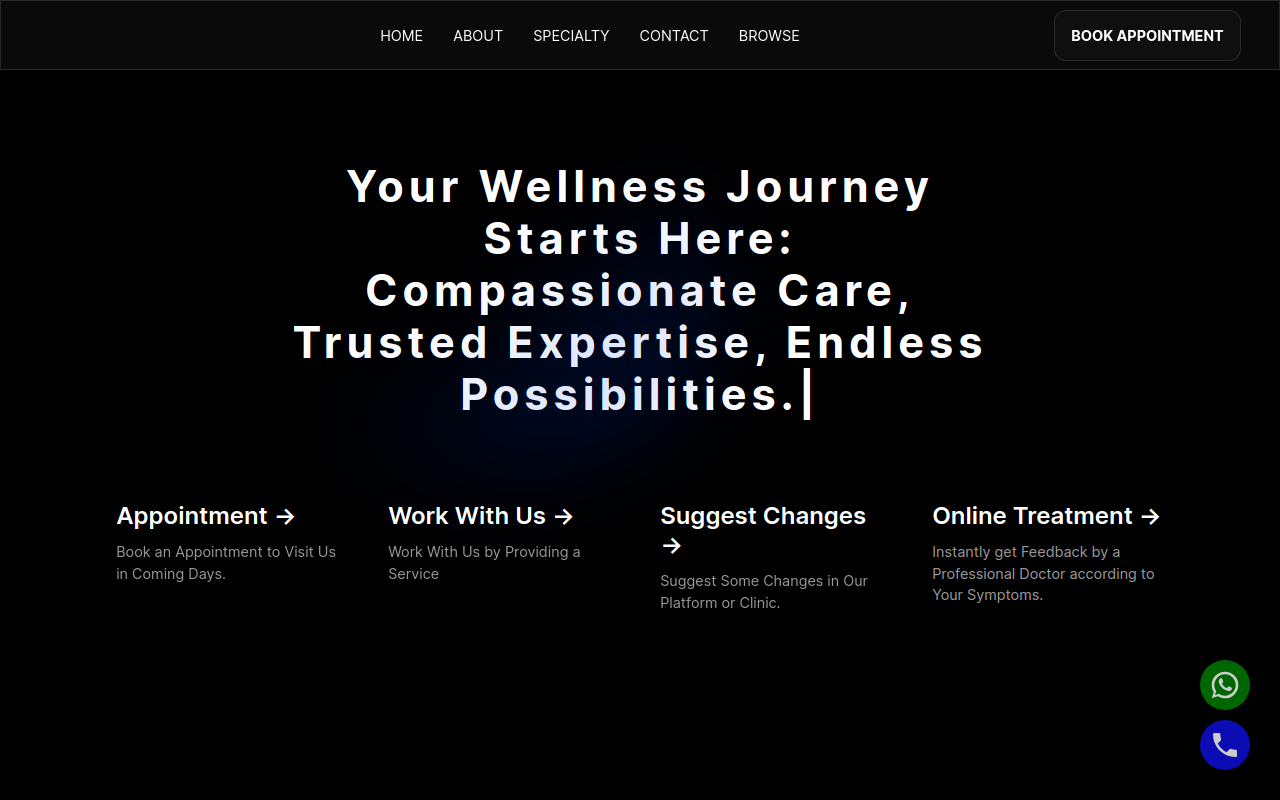 HOME ABOUT SPECIALTY CONTACT BROWSE BOOK APPOINTMENT
Your Wellness Journey
Starts Here:
Compassionate Care,
Trusted Expertise, Endless
Possibilities.|
Appointment →
Book an Appointment to Visit Us
in Coming Days.
Work With Us →
Work With Us by Providing a
Service
Suggest Changes
→
Suggest Some Changes in Our
Platform or Clinic.
Online Treatment →
Instantly get Feedback by a
Professional Doctor according to
Your Symptoms.